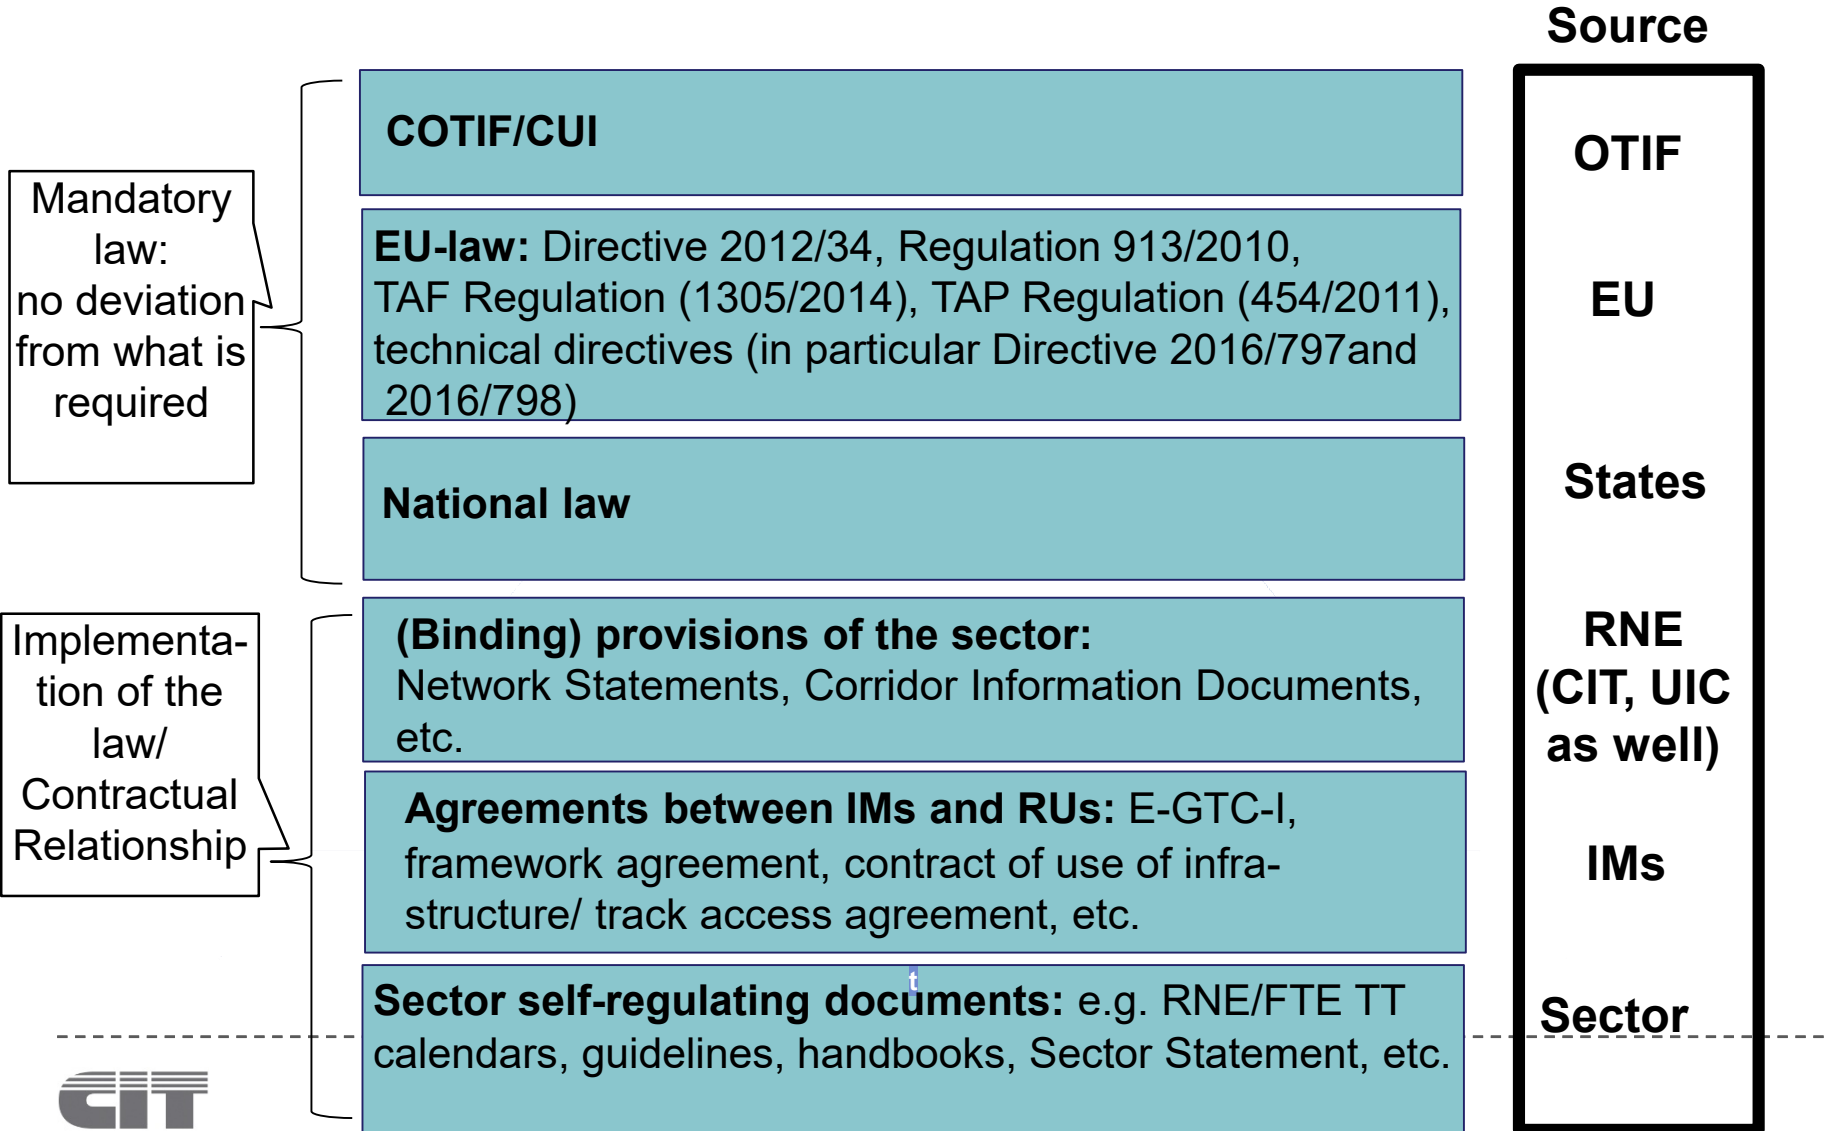 Source
COTIF/CUI
OTIF
Mandatory
law:
no deviation
from what is
required
EU-law: Directive 2012/34, Regulation 913/2010,
TAF Regulation (1305/2014), TAP Regulation (454/2011),
technical directives (in particular Directive 2016/797and
2016/798)
EU
National law
States
Implementa-
tion of the
law/
Contractual
Relationship
(Binding) provisions of the sector:
Network Statements, Corridor Information Documents,
etc.
RNE
(CIT, UIC
as well)
Agreements between IMs and RUs: E-GTC-I,
framework agreement, contract of use of infra-
structure/ track access agreement, etc.
IMs
t
Sector self-regulating documents: e.g. RNE/FTE TT
calendars, guidelines, handbooks, Sector Statement, etc.
Sector
CIT